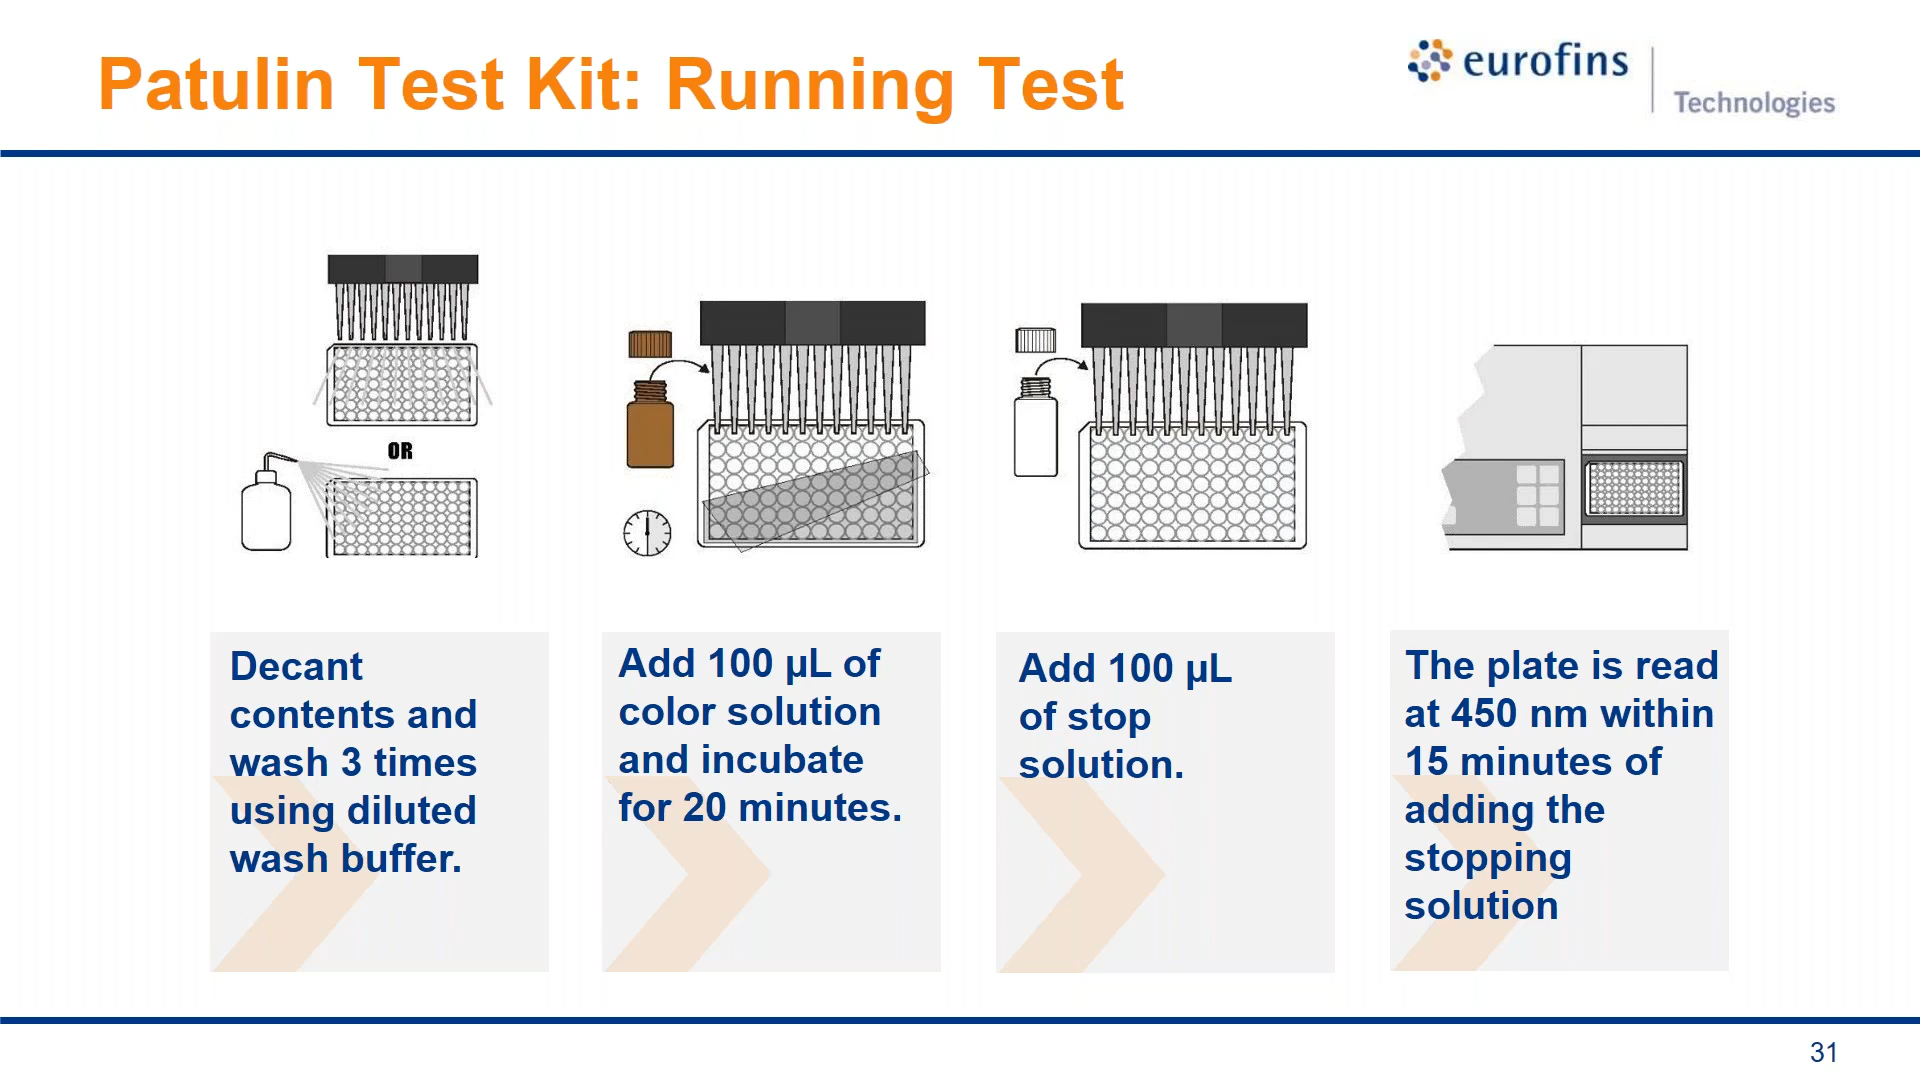 Patulin Test Kit: Running Test
eurofins
Technologies
OR
Decant
contents and
wash 3 times
using diluted
wash buffer.
Add 100 µL of
color solution
and incubate
for 20 minutes.
Add 100 µL
of stop
solution.
The plate is read
at 450 nm within
15 minutes of
adding the
stopping
solution
31